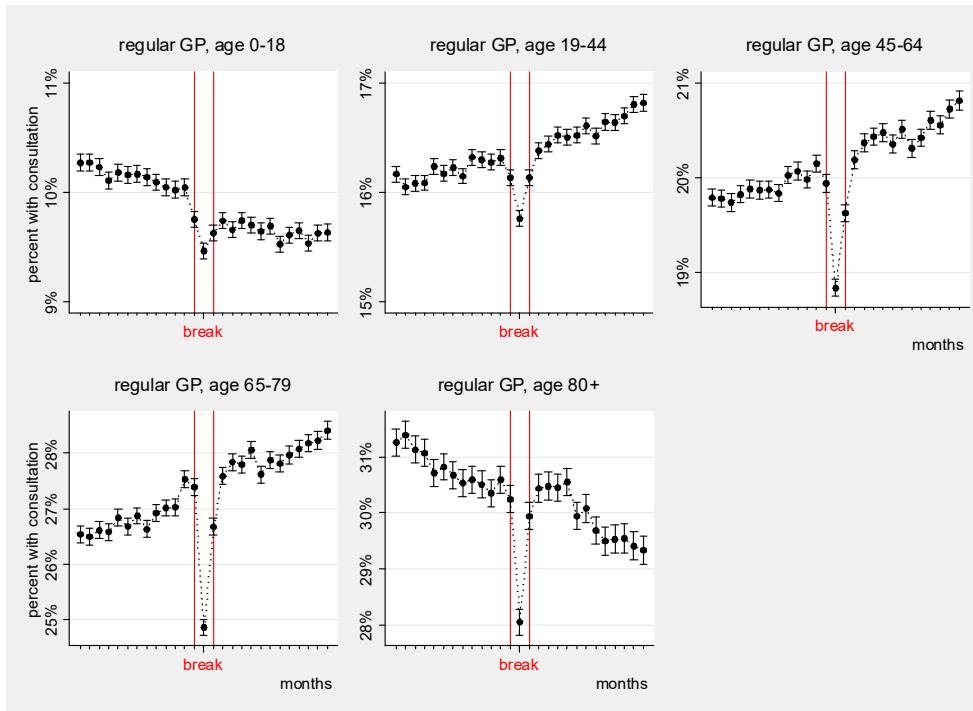 regular GP, age 0-18
percent with consultation
11%
10%
9%
break
regular GP, age 19-44
17%
16%
15%
break
regular GP, age 45-64
21%
20%
19%
break
months
regular GP, age 65-79
percent with consultation
28%
27%
26%
25%
break
months
regular GP, age 80+
31%
30%
29%
28%
break
months